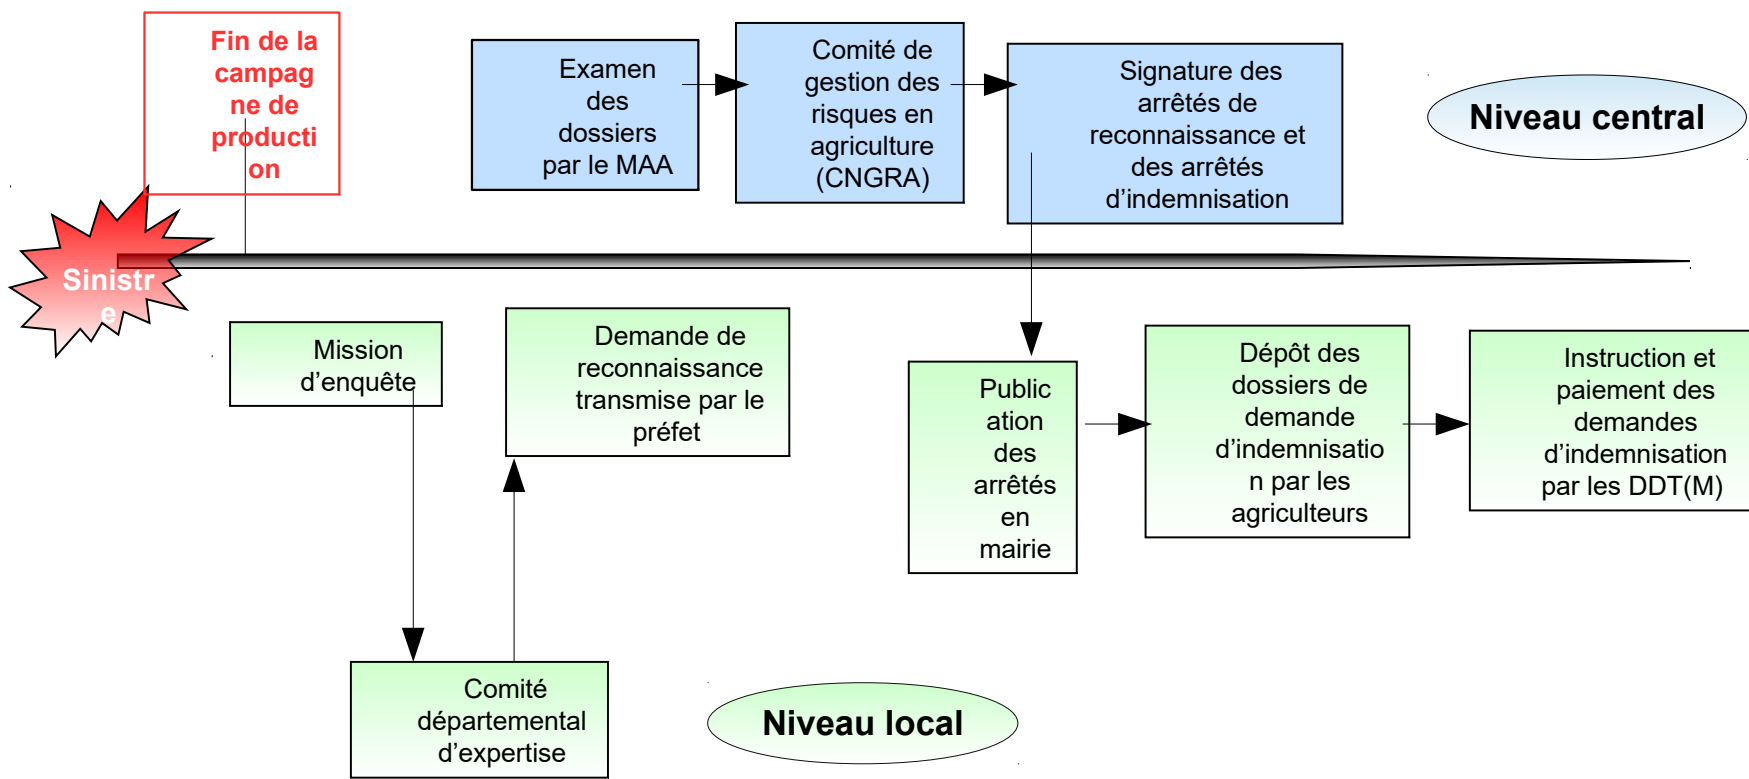 Fin de la
campag
ne de
producti
on
Examen
des
dossiers
par le MAA
Comité de
gestion des
risques en
agriculture
(CNGRA)
Signature des
arrêtés de
reconnaissance et
des arrêtés
d’indemnisation
Niveau central
Sinistr
e
Mission
d’enquête
Demande de
reconnaissance
transmise par le
préfet
Public
ation
des
arrêtés
en
mairie
Dépôt des
dossiers de
demande
d’indemnisatio
n par les
agriculteurs
Instruction et
paiement des
demandes
d’indemnisation
par les DDT(M)
Comité
départemental
d’expertise
Niveau local